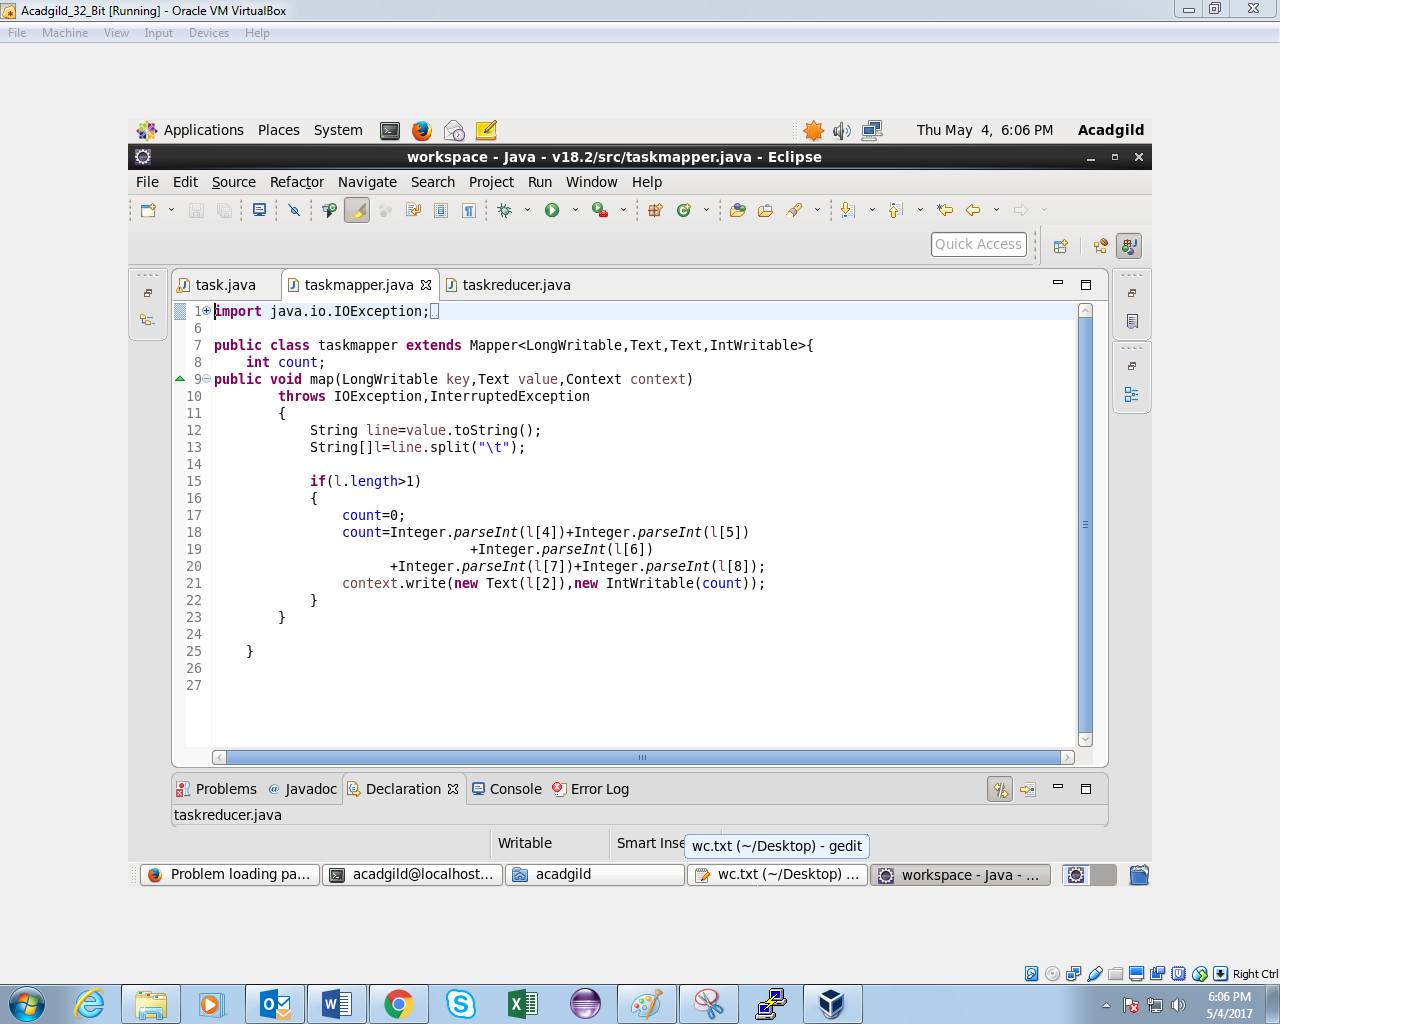 Acadgild_32_Bit [Running] - Oracle VM VirtualBox
File Machine View Input Devices Help
Applications Places System Thu May 4, 6:06 PM Acadgild
workspace - Java - v18.2/src/taskmapper.java - Eclipse
File Edit Source Refactor Navigate Search Project Run Window Help
Quick Access
task.java taskmapper.java taskreducer.java
1 import java.io.IOException;
6
7 public class taskmapper extends Mapper<LongWritable,Text,Text,IntWritable>{
8 int count;
9 public void map(LongWritable key,Text value,Context context)
10 throws IOException,InterruptedException
11 {
12 String line=value.toString();
13 String[]l=line.split("\t");
14
15 if(l.length>1)
16 {
17 count=0;
18 count=Integer.parseInt(l[4])+Integer.parseInt(l[5])
19 +Integer.parseInt(l[6])
20 +Integer.parseInt(l[7])+Integer.parseInt(l[8]);
21 context.write(new Text(l[2]),new IntWritable(count));
22 }
23 }
24
25 }
26
27
Problems @ Javadoc Declaration Console Error Log
taskreducer.java
Writable Smart Inse
wc.txt (~/Desktop) - gedit
Problem loading pa... acadgild@localhost... acadgild wc.txt (~/Desktop) ... workspace - Java - ...
Right Ctrl
6:06 PM
5/4/2017